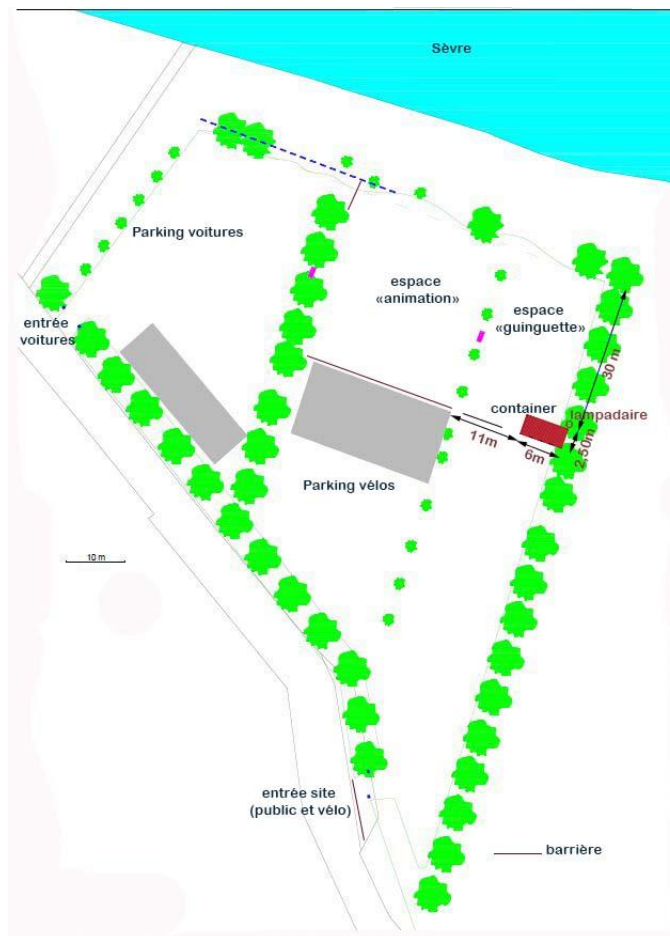 Sèvre
Parking voitures
espace
«animation»
espace
«guinguette»
entrée
voitures
30 m
container
lampadaire
11m
6m
2,50m
Parking vélos
10 m
entrée site
(public et vélo)
barrière